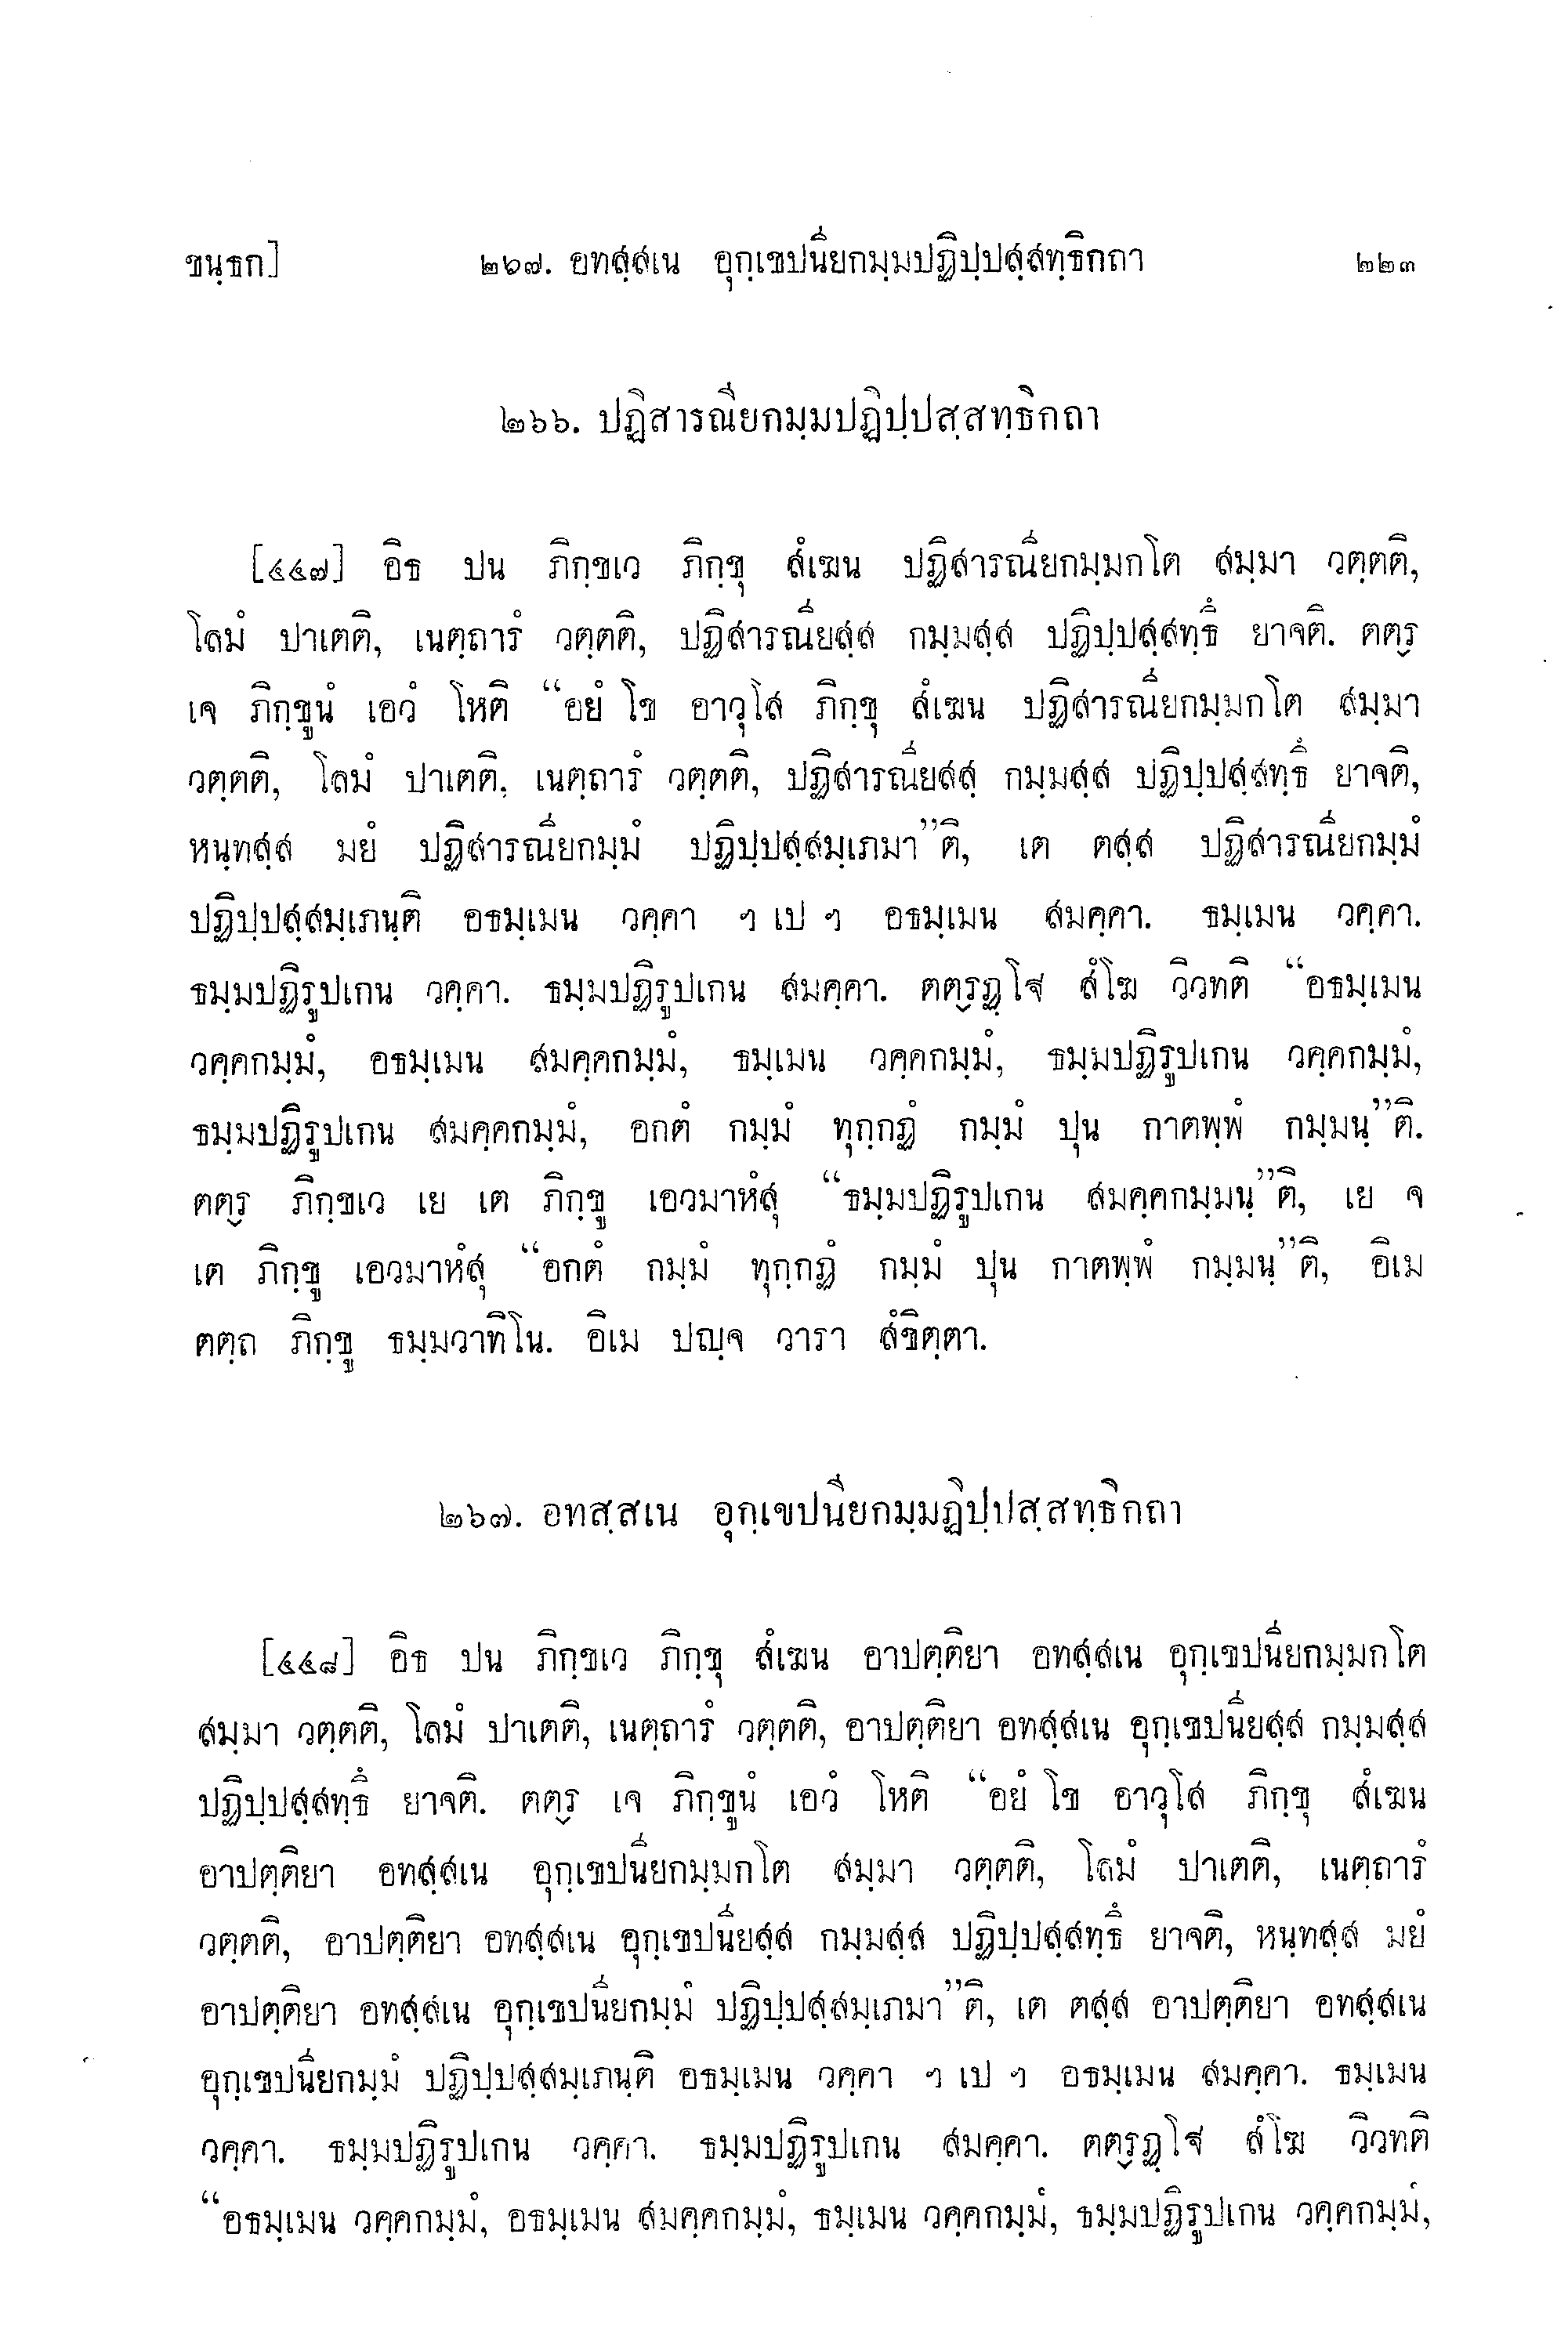 ขนฺธก] ๒๖๗. อทสฺสเน อุกฺเขปนียกมฺมปฏิปฺปสฺสทฺธิกถา ๒๒๓
๒๖๖. ปฏิสารณียกมฺมปฏิปฺปสฺสทฺธิกถา
[๔๔๗] อิธ ปน ภิกฺขเว ภิกฺขุ สํเฆน ปฏิสารณียกมฺมกโต สมฺมา วตฺตติ,
โลมํ ปาเตติ, เนตฺถารํ วตฺตติ, ปฏิสารณียสฺส กมฺมสฺส ปฏิปฺปสฺสทฺธึ ยาจติ. ตตฺร
เจ ภิกฺขูนํ เอวํ โหติ “อยํ โข อาวุโส ภิกฺขุ สํเฆน ปฏิสารณียกมฺมกโต สมฺมา
วตฺตติ, โลมํ ปาเตติ, เนตฺถารํ วตฺตติ, ปฏิสารณียสสฺ กมฺมสฺส ปฏิปฺปสฺสทฺธึ ยาจติ,
หนฺทสฺส มยํ ปฏิสารณียกมฺมํ ปฏิปฺปสฺสมฺเภมา”ติ, เต ตสฺส ปฏิสารณียกมฺมํ
ปฏิปฺปสฺสมฺเภนฺติ อธมฺเมน วคฺคา ฯ เป ฯ อธมฺเมน สมคฺคา. ธมฺเมน วคฺคา.
ธมฺมปฏิรูปเกน วคฺคา. ธมฺมปฏิรูปเกน สมคฺคา. ตตฺรฏฺโฐ สํโฆ วิวทติ “อธมฺเมน
วคฺคกมฺมํ, อธมฺเมน สมคฺคกมฺมํ, ธมฺเมน วคฺคกมฺมํ, ธมฺมปฏิรูปเกน วคฺคกมฺมํ,
ธมฺมปฏิรูปเกน สมคฺคกมฺมํ, อกตํ กมฺมํ ทุกฺกฏํ กมฺมํ ปุน กาตพฺพํ กมฺมนฺ”ติ.
ตตฺร ภิกฺขเว เย เต ภิกฺขู เอวมาหํสุ “ธมฺมปฏิรูปเกน สมคฺคกมฺมนฺ”ติ, เย จ
เต ภิกฺขู เอวมาหํสุ “อกตํ กมฺมํ ทุกฺกฏํ กมฺมํ ปุน กาตพฺพํ กมฺมนฺ”ติ, อิเม
ตตฺถ ภิกฺขู ธมฺมวาทิโน. อิเม ปญฺจ วารา สํขิตฺตา.
๒๖๗. อทสฺสเน อุกฺเขปนียกมฺมฏิปฺปสฺสทฺธิกถา
[๔๔๘] อิธ ปน ภิกฺขเว ภิกฺขุ สํเฆน อาปตฺติยา อทสฺสเน อุกฺเขปนียกมฺมกโต
สมฺมา วตฺตติ, โลมํ ปาเตติ, เนตฺถารํ วตฺตติ, อาปตฺติยา อทสฺสเน อุกฺเขปนียสฺส กมฺมสฺส
ปฏิปฺปสฺสทฺธึ ยาจติ. ตตฺร เจ ภิกฺขูนํ เอวํ โหติ “อยํ โข อาวุโส ภิกฺขุ สํเฆน
อาปตฺติยา อทสฺสเน อุกฺเขปนียกมฺมกโต สมฺมา วตฺตติ, โลมํ ปาเตติ, เนตฺถารํ
วตฺตติ, อาปตฺติยา อทสฺสเน อุกฺเขปนียสฺส กมฺมสฺส ปฏิปฺปสฺสทฺธึ ยาจติ, หนฺทสฺส มยํ
อาปตฺติยา อทสฺสเน อุกฺเขปนียกมฺมํ ปฏิปฺปสฺสมฺเภมา”ติ, เต ตสฺส อาปตฺติยา อทสฺสเน
อุกฺเขปนียกมฺมํ ปฏิปฺปสฺสมฺเภนฺติ อธมฺเมน วคฺคา ฯ เป ฯ อธมฺเมน สมคฺคา. ธมฺเมน
วคฺคา. ธมฺมปฏิรูปเกน วคฺคา. ธมฺมปฏิรูปเกน สมคฺคา. ตตฺรฏฺโฐ สํโฆ วิวทติ
“อธมฺเมน วคฺคกมฺมํ, อธมฺเมน สมคฺคกมฺมํ, ธมฺเมน วคฺคกมฺมํ, ธมฺมปฏิรูปเกน วคฺคกมฺมํ,